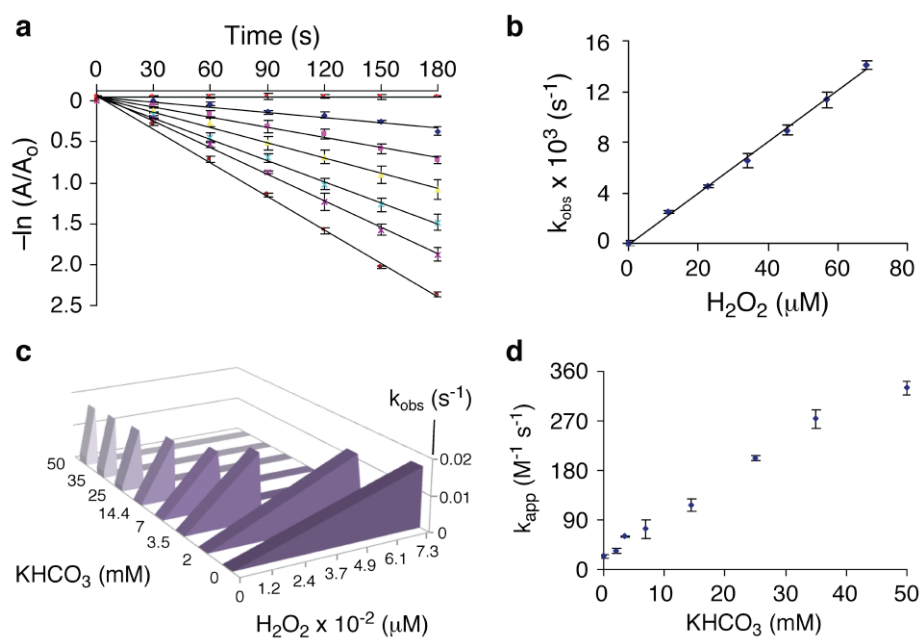 a
Time (s)
0 30 60 90 120 150 180
0
0.5
1.0
1.5
2.0
2.5
–ln (A/Aₒ)
b
16
12
8
4
0
k_obs x 10³ (s⁻¹)
0 20 40 60 80
H₂O₂ (μM)
c
k_obs (s⁻¹)
0.02
0.01
0
50
35
25
14.4
7
3.5
2
0
KHCO₃ (mM)
0 1.2 2.4 3.7 4.9 6.1 7.3
H₂O₂ x 10⁻² (μM)
d
360
270
180
90
0
k_app (M⁻¹ s⁻¹)
0 10 20 30 40 50
KHCO₃ (mM)